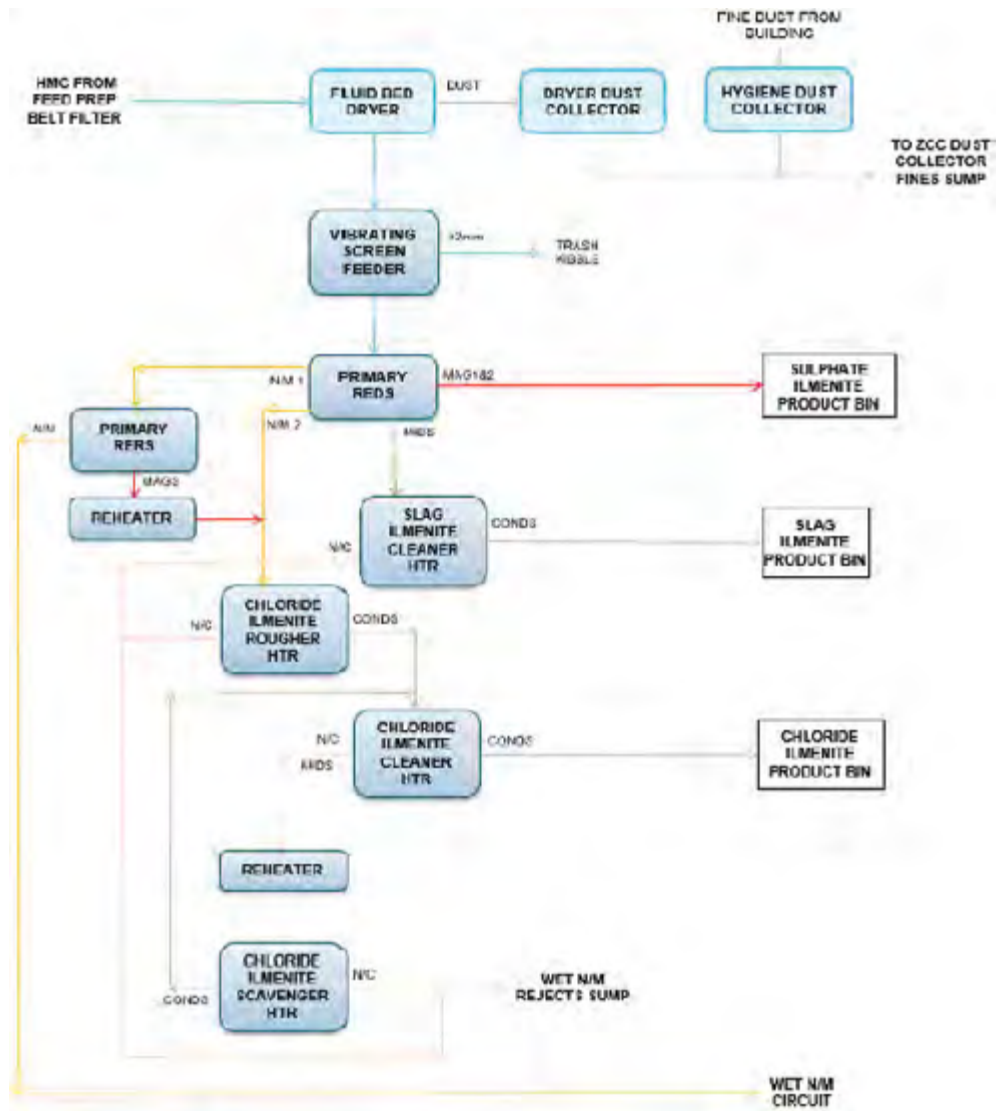 FINE DUST FROM
BUILDING
HMC FROM
FEED PREP
BELT FILTER
FLUID BED
DRYER
DUST
DRYER DUST
COLLECTOR
HYGIENE DUST
COLLECTOR
TO ZCC DUST
COLLECTOR
FINES SUMP
VIBRATING
SCREEN
FEEDER
TRASH
KIBBLE
PRIMARY
REDS
MAG1&2
SULPHATE
ILMENITE
PRODUCT BIN
N/M 1
N/M 2
MIDS
N/M
PRIMARY
RERS
MAGS
REHEATER
SLAG
ILMENITE
CLEANER
HTR
CONDS
N/C
SLAG
ILMENITE
PRODUCT BIN
CHLORIDE
ILMENITE
ROUGHER
HTR
N/C
CONDS
CHLORIDE
ILMENITE
CLEANER
HTR
N/C
MIDS
CONDS
CHLORIDE
ILMENITE
PRODUCT BIN
REHEATER
CHLORIDE
ILMENITE
SCAVENGER
HTR
N/C
CONDS
WET N/M
REJECTS SUMP
WET N/M
CIRCUIT